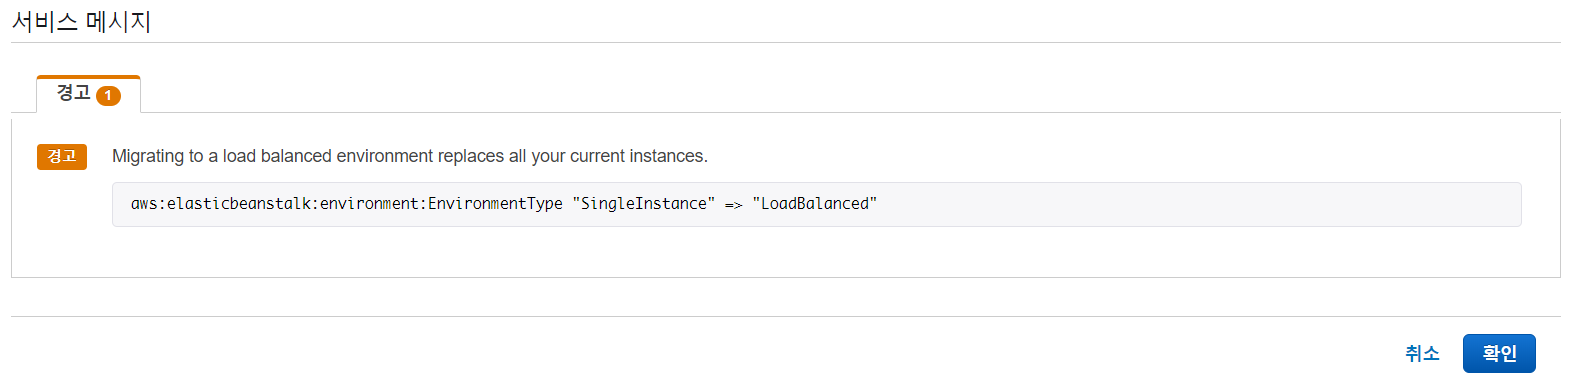 서비스 메시지
경고 1
경고 Migrating to a load balanced environment replaces all your current instances.
aws:elasticbeanstalk:environment:EnvironmentType "SingleInstance" => "LoadBalanced"
취소 확인